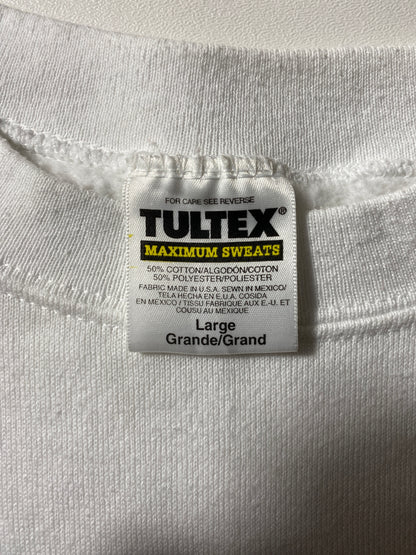 FOR CARE SEE REVERSE
TULTEX®
MAXIMUM SWEATS
50% COTTON/ALGODÓN/COTON
50% POLYESTER/POLIESTER
FABRIC MADE IN U.S.A. SEWN IN MEXICO/
TELA HECHA EN E.U.A. COSIDA
EN MEXICO / TISSU FABRIQUE AUX E.-U. ET
COUSU AU MEXIQUE
Large
Grande/Grand